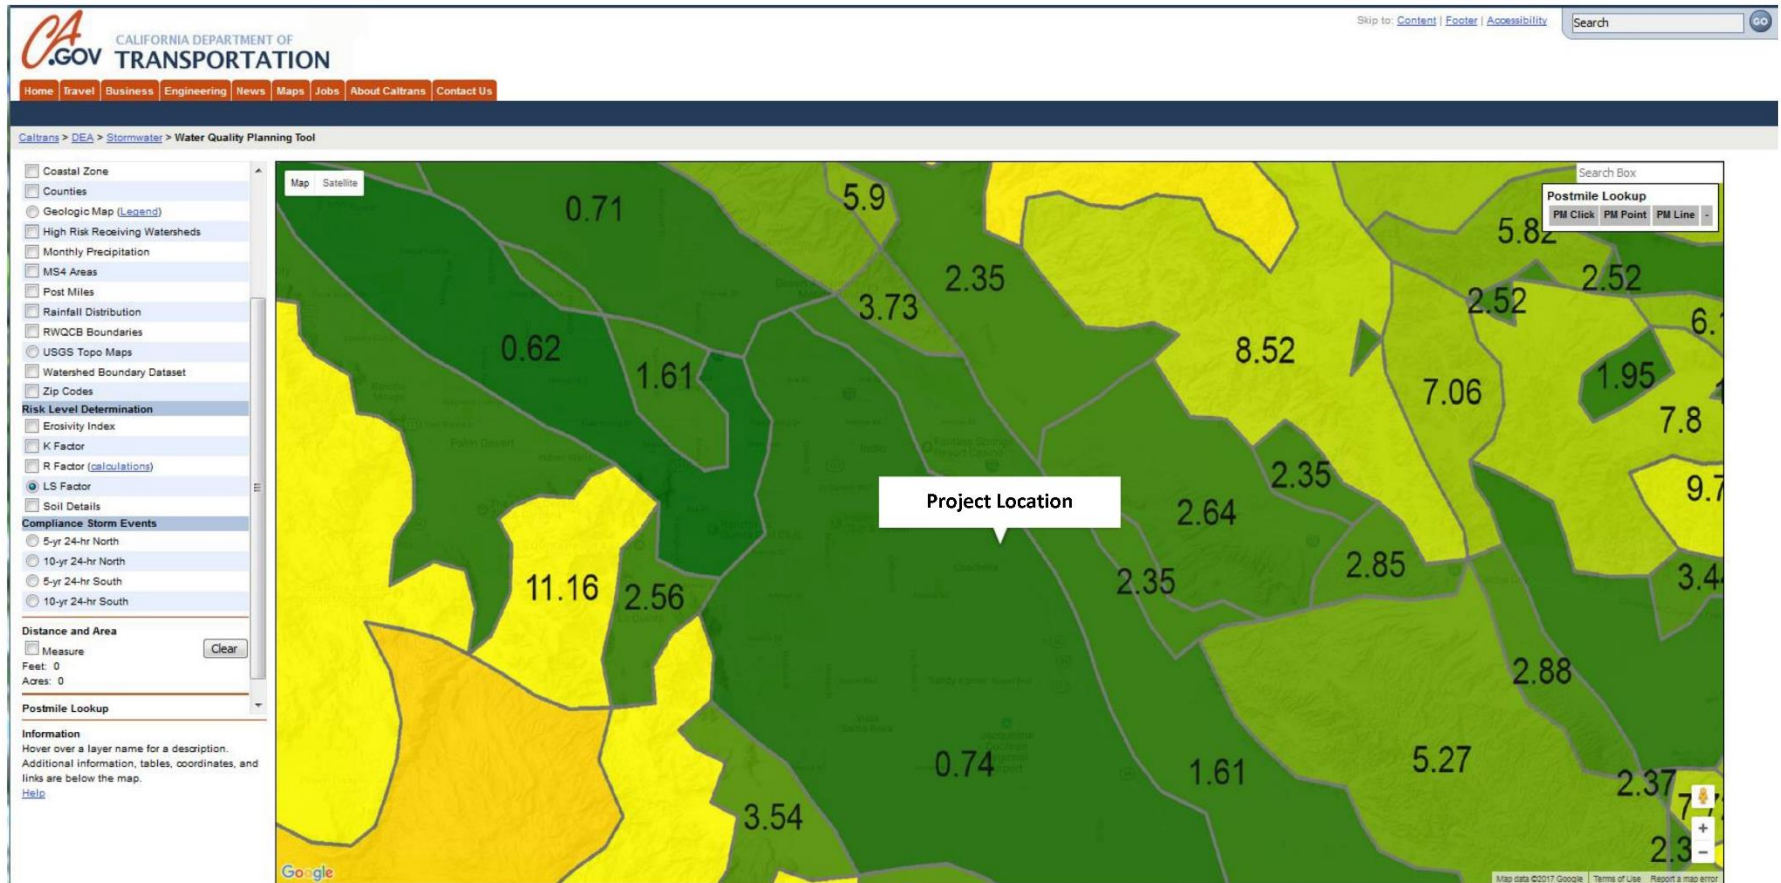 Skip to: Content | Footer | Accessibility
Search
GO
CA
.GOV
CALIFORNIA DEPARTMENT OF
TRANSPORTATION
Home Travel Business Engineering News Maps Jobs About Caltrans Contact Us
Caltrans > DEA > Stormwater > Water Quality Planning Tool
Coastal Zone
Counties
Geologic Map (Legend)
High Risk Receiving Watersheds
Monthly Precipitation
MS4 Areas
Post Miles
Rainfall Distribution
RWQCB Boundaries
USGS Topo Maps
Watershed Boundary Dataset
Zip Codes
Risk Level Determination
Erosivity Index
K Factor
R Factor (calculations)
LS Factor
Soil Details
Compliance Storm Events
5-yr 24-hr North
10-yr 24-hr North
5-yr 24-hr South
10-yr 24-hr South
Distance and Area
Measure
Clear
Feet: 0
Acres: 0
Postmile Lookup
Information
Hover over a layer name for a description.
Additional information, tables, coordinates, and
links are below the map.
Help
Map Satellite
Search Box
Postmile Lookup
PM Click PM Point PM Line -
5.9
0.71
5.82
2.35
2.52
3.73
2.52
6.
0.62
8.52
1.61
1.95
7.06
7.8
2.35
9.7
Project Location
2.64
2.85
3.4
11.16
2.56
2.35
Coachella
2.88
0.74
1.61
5.27
2.37
3.54
2.3
+
-
Google
Map data ©2017 Google Terms of Use Report a map error